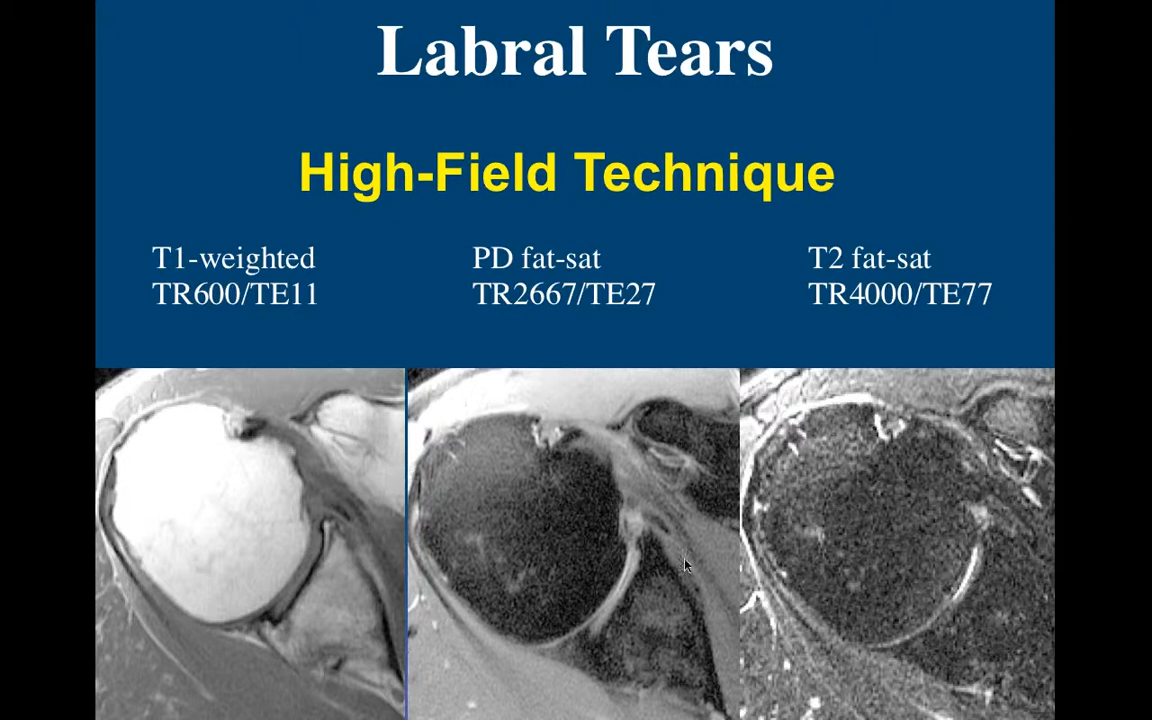 Labral Tears
High-Field Technique
T1-weighted
TR600/TE11
PD fat-sat
TR2667/TE27
T2 fat-sat
TR4000/TE77